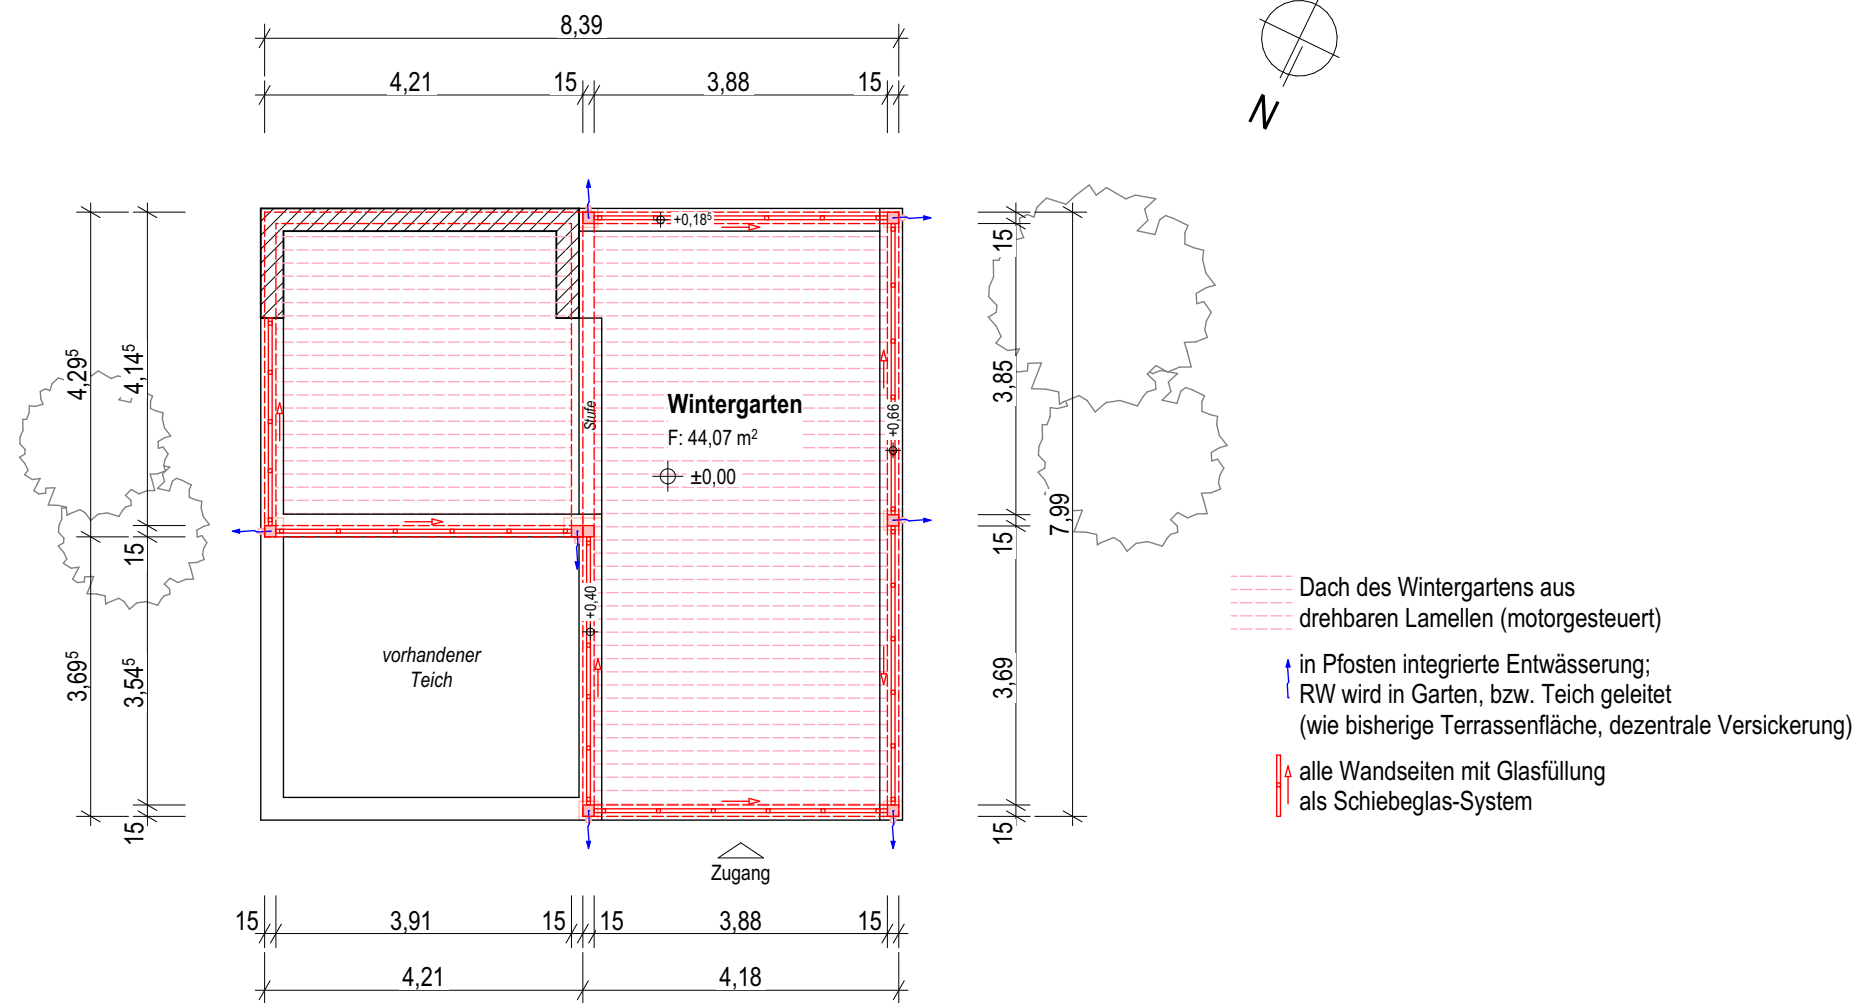 8,39
4,21 15 3,88 15
N
+0,18⁵
15
4,29⁵
4,14⁵
3,85
Stufe
Wintergarten
F: 44,07 m²
±0,00
+0,66
7,99
15
15
+0,40
vorhandener
Teich
3,69⁵
3,54⁵
3,69
15
15
Zugang
Dach des Wintergartens aus
drehbaren Lamellen (motorgesteuert)
in Pfosten integrierte Entwässerung;
RW wird in Garten, bzw. Teich geleitet
(wie bisherige Terrassenfläche, dezentrale Versickerung)
alle Wandseiten mit Glasfüllung
als Schiebeglas-System
15 3,91 15 15 3,88 15
4,21 4,18